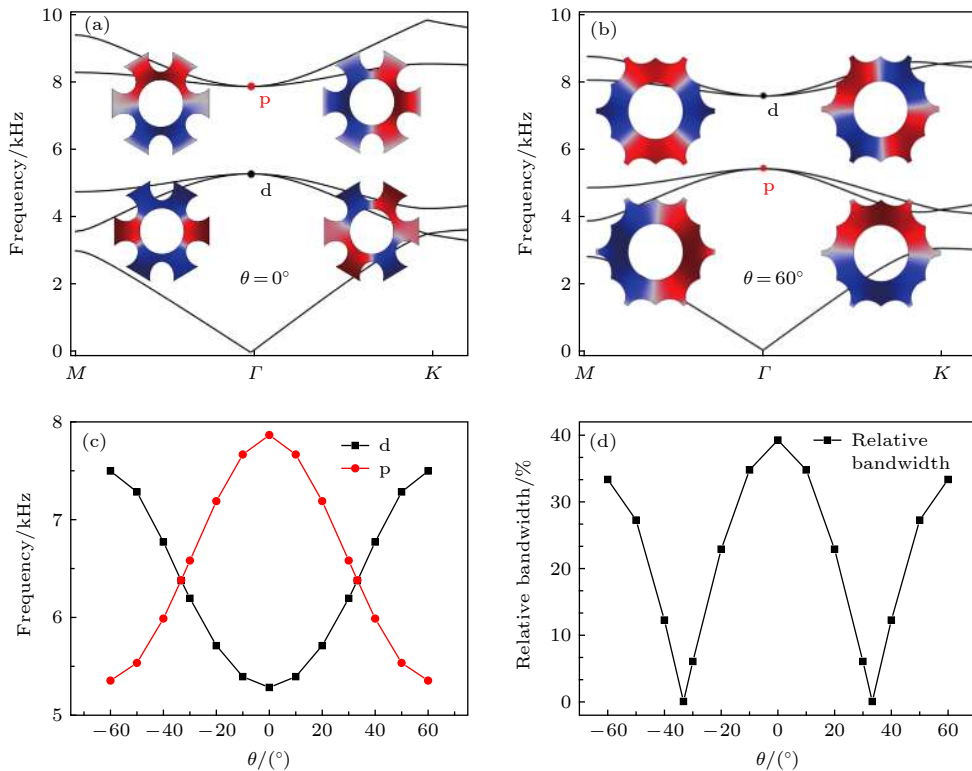 (a)
10
8
6
4
2
0
Frequency/kHz
p
d
θ=0°
M
Γ
K
(b)
10
8
6
4
2
0
Frequency/kHz
d
p
θ=60°
M
Γ
K
(c)
8
7
6
5
Frequency/kHz
d
p
−60 −40 −20 0 20 40 60
θ/(°)
(d)
40
30
20
10
0
Relative bandwidth/%
Relative
bandwidth
−60 −40 −20 0 20 40 60
θ/(°)